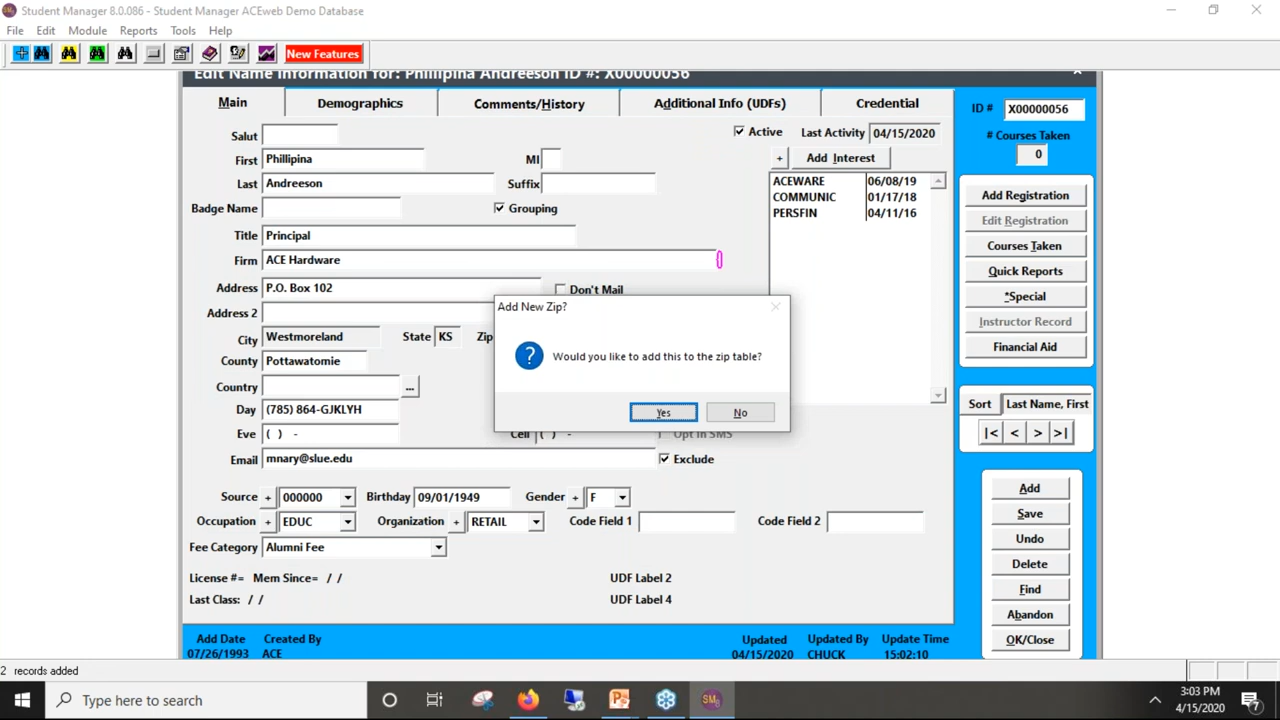 Student Manager 8.0.086 - Student Manager ACEweb Demo Database
File Edit Module Reports Tools Help
New Features
Edit Name Information for: Phillipina Andreeson ID #: X00000056
Main Demographics Comments/History Additional Info (UDFs) Credential
ID # X00000056
Salut
Active Last Activity 04/15/2020
# Courses Taken
0
First Phillipina MI
+ Add Interest
Last Andreeson Suffix
ACEWARE 06/08/19
COMMUNIC 01/17/18
PERSFIN 04/11/16
Badge Name Grouping
Title Principal
Firm ACE Hardware
Address P.O. Box 102 Don't Mail
Address 2
City Westmoreland State KS Zip
County Pottawatomie
Country ...
Day (785) 864-GJKLYH
Eve ( ) - Cell ( ) - Opt In SMS
Email mnary@slue.edu Exclude
Add New Zip?
Would you like to add this to the zip table?
Yes No
Source + 000000 Birthday 09/01/1949 Gender + F
Occupation + EDUC Organization + RETAIL Code Field 1 Code Field 2
Fee Category Alumni Fee
License #= Mem Since= / / UDF Label 2
Last Class: / / UDF Label 4
Add Date Created By Updated Updated By Update Time
07/26/1993 ACE 04/15/2020 CHUCK 15:02:10
Add Registration
Edit Registration
Courses Taken
Quick Reports
*Special
Instructor Record
Financial Aid
Sort Last Name, First
|< < > >|
Add
Save
Undo
Delete
Find
Abandon
OK/Close
2 records added
Type here to search
3:03 PM
4/15/2020
7